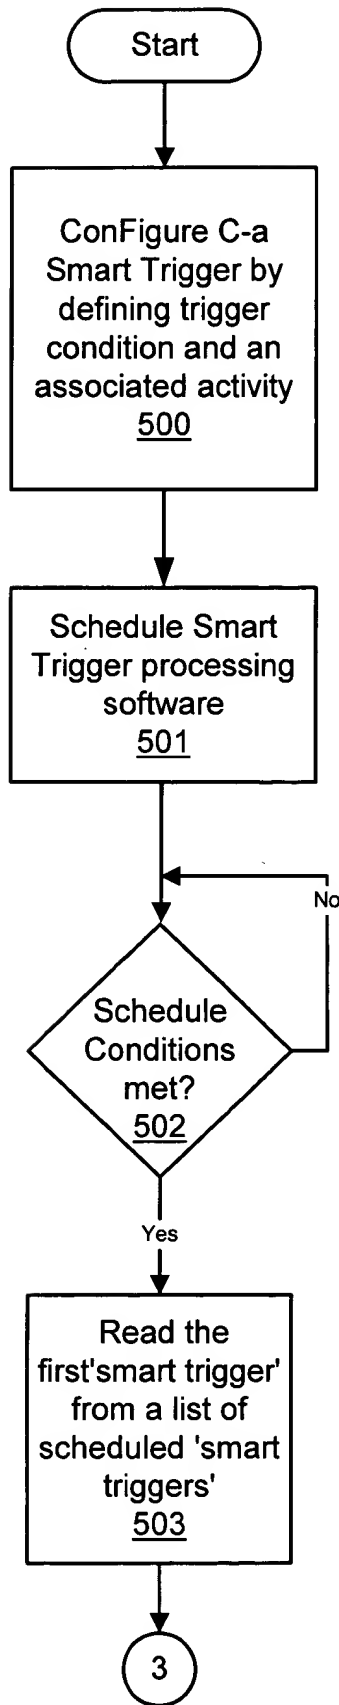 Start
ConFigure C-a
Smart Trigger by
defining trigger
condition and an
associated activity
500
Schedule Smart
Trigger processing
software
501
No
Schedule
Conditions
met?
502
Yes
Read the
first'smart trigger'
from a list of
scheduled 'smart
triggers'
503
3